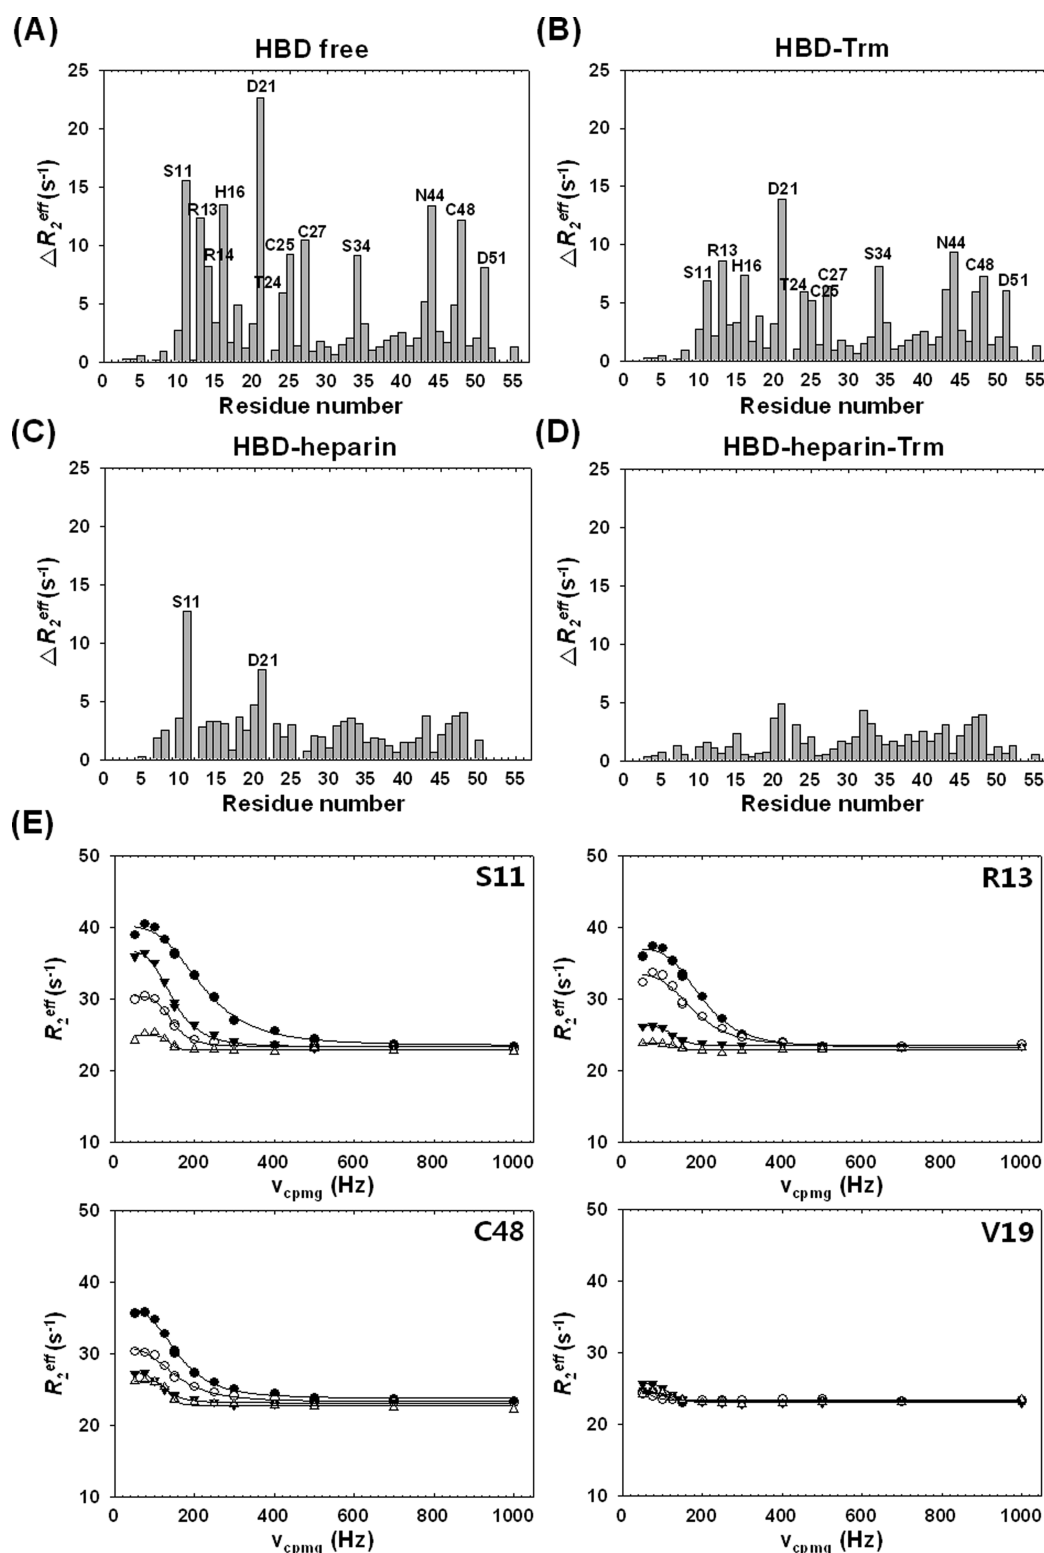 (A)
HBD free
25
20
15
10
5
0
△R₂ᵉᶠᶠ (s⁻¹)
S11
R13
R14
H16
D21
T24
C25
C27
S34
N44
C48
D51
0 5 10 15 20 25 30 35 40 45 50 55
Residue number
(B)
HBD-Trm
25
20
15
10
5
0
△R₂ᵉᶠᶠ (s⁻¹)
S11
R13
H16
D21
T24
C25
C27
S34
N44
C48
D51
0 5 10 15 20 25 30 35 40 45 50 55
Residue number
(C)
HBD-heparin
25
20
15
10
5
0
△R₂ᵉᶠᶠ (s⁻¹)
S11
D21
0 5 10 15 20 25 30 35 40 45 50 55
Residue number
(D)
HBD-heparin-Trm
25
20
15
10
5
0
△R₂ᵉᶠᶠ (s⁻¹)
0 5 10 15 20 25 30 35 40 45 50 55
Residue number
(E)
S11
50
40
30
20
10
R₂ᵉᶠᶠ (s⁻¹)
0 200 400 600 800 1000
νcpmg (Hz)
R13
50
40
30
20
10
R₂ᵉᶠᶠ (s⁻¹)
0 200 400 600 800 1000
νcpmg (Hz)
C48
50
40
30
20
10
R₂ᵉᶠᶠ (s⁻¹)
0 200 400 600 800 1000
νcpmg (Hz)
V19
50
40
30
20
10
R₂ᵉᶠᶠ (s⁻¹)
0 200 400 600 800 1000
νcpmg (Hz)